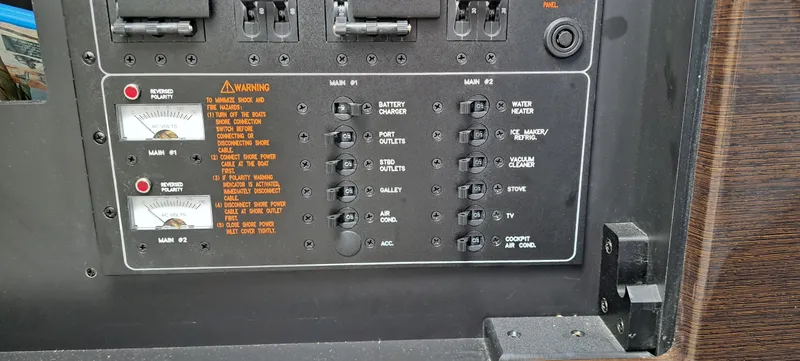 PANEL.
REVERSED
POLARITY
AC VOLTS
MAIN #1
REVERSED
POLARITY
AC VOLTS
MAIN #2
WARNING
TO MINIMIZE SHOCK AND
FIRE HAZARDS:
(1) TURN OFF THE BOATS
SHORE CONNECTION
SWITCH BEFORE
CONNECTING OR
DISCONNECTING SHORE
CABLE.
(2) CONNECT SHORE POWER
CABLE AT THE BOAT
FIRST.
(3) IF POLARITY WARNING
INDICATOR IS ACTIVATED,
IMMEDIATELY DISCONNECT
CABLE.
(4) DISCONNECT SHORE POWER
CABLE AT SHORE OUTLET
FIRST.
(5) CLOSE SHORE POWER
INLET COVER TIGHTLY.
MAIN #1
BATTERY
CHARGER
PORT
OUTLETS
STBD
OUTLETS
GALLEY
AIR
COND.
ACC.
MAIN #2
WATER
HEATER
ICE MAKER/
REFRIG.
VACUUM
CLEANER
STOVE
TV
COCKPIT
AIR COND.